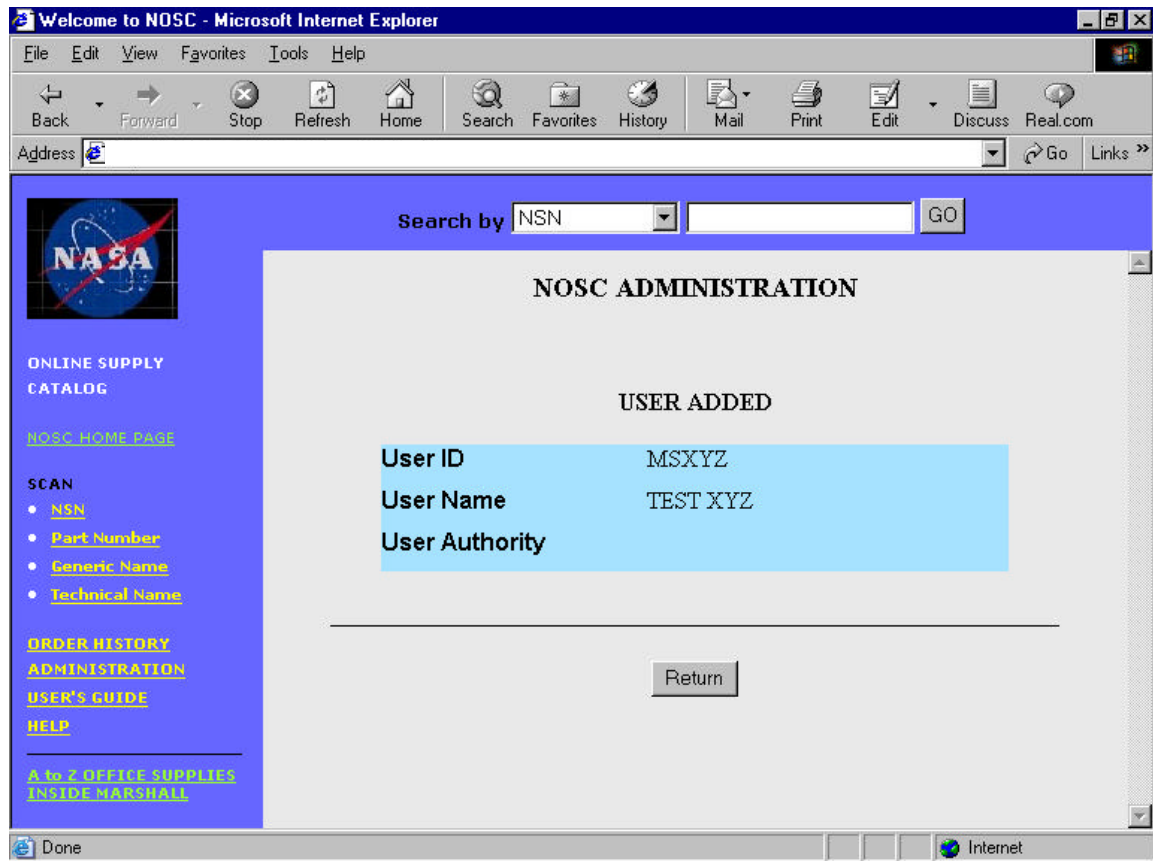 Welcome to NOSC - Microsoft Internet Explorer
File Edit View Favorites Tools Help
Back Forward Stop Refresh Home Search Favorites History Mail Print Edit Discuss Real.com
Address Go Links »
NASA
Search by NSN GO
NOSC ADMINISTRATION
ONLINE SUPPLY
CATALOG
NOSC HOME PAGE
SCAN
NSN
Part Number
Generic Name
Technical Name
ORDER HISTORY
ADMINISTRATION
USER'S GUIDE
HELP
A to Z OFFICE SUPPLIES
INSIDE MARSHALL
USER ADDED
User ID MSXYZ
User Name TEST XYZ
User Authority
Return
Done Internet